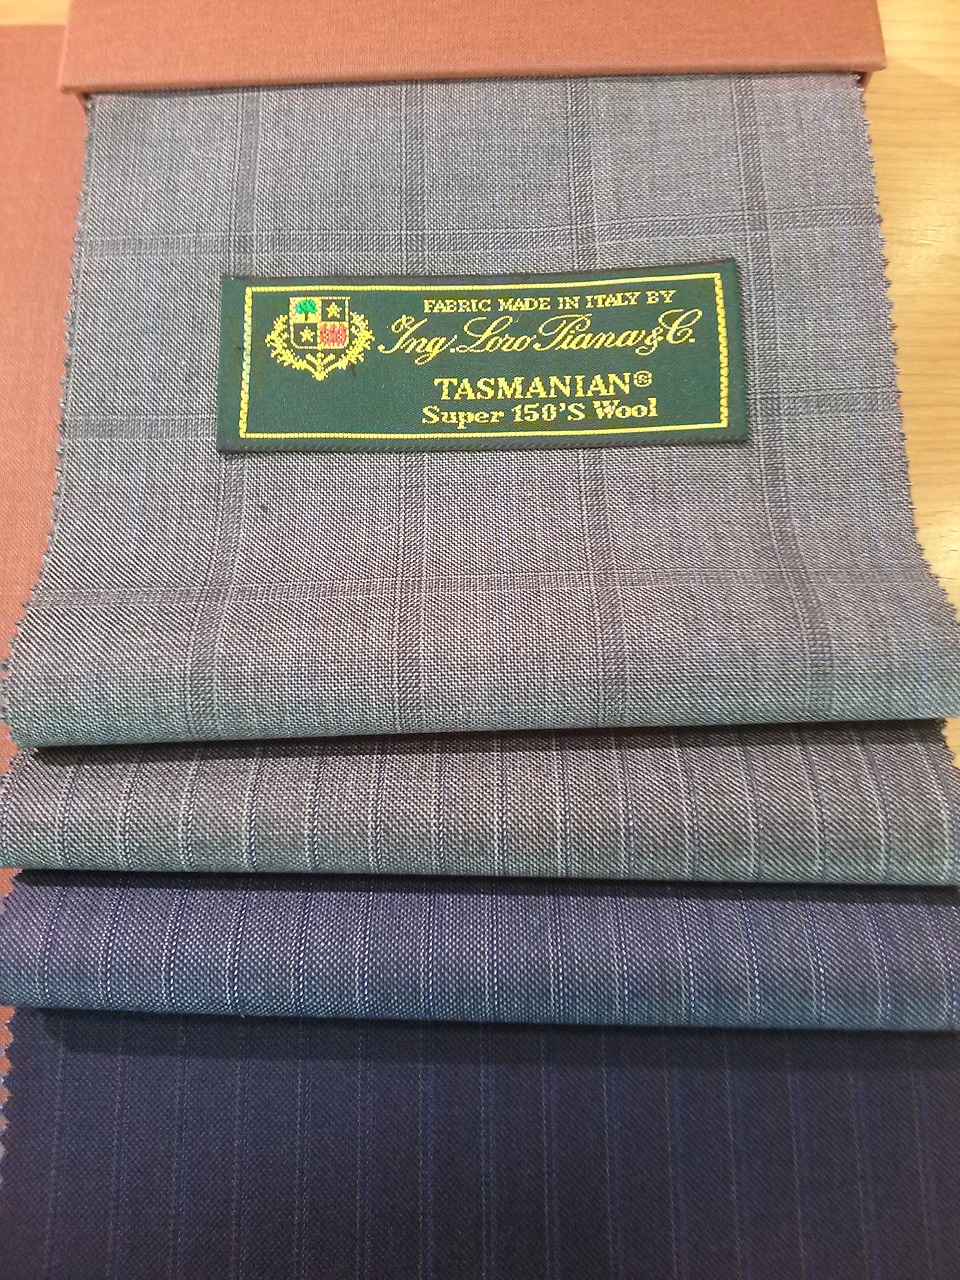 FABRIC MADE IN ITALY BY
Ing. Loro Piana & C.
TASMANIAN®
Super 150'S Wool